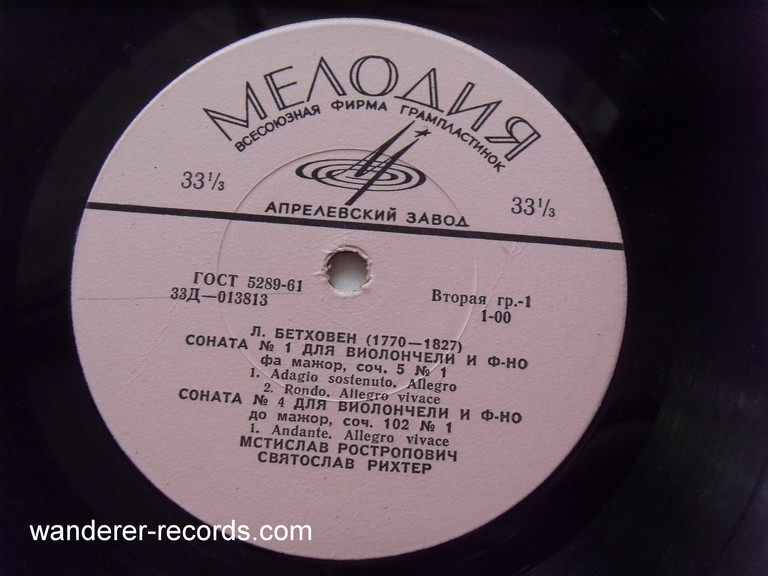 МЕЛОДИЯ
ВСЕСОЮЗНАЯ ФИРМА ГРАМПЛАСТИНОК
33⅓
33⅓
АПРЕЛЕВСКИЙ ЗАВОД
ГОСТ 5289-61
33Д—013813
Вторая гр.-1
1-00
Л. БЕТХОВЕН (1770—1827)
СОНАТА № 1 ДЛЯ ВИОЛОНЧЕЛИ И Ф-НО
фа мажор, соч. 5 № 1
1. Adagio sostenuto. Allegro
2. Rondo. Allegro vivace
СОНАТА № 4 ДЛЯ ВИОЛОНЧЕЛИ И Ф-НО
до мажор, соч. 102 № 1
1. Andante. Allegro vivace
МСТИСЛАВ РОСТРОПОВИЧ
СВЯТОСЛАВ РИХТЕР
wanderer-records.com